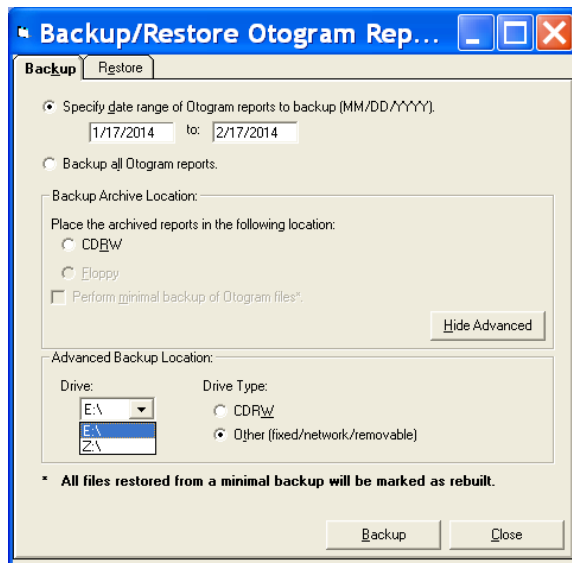 Backup/Restore Otogram Rep...
Backup Restore
Specify date range of Otogram reports to backup (MM/DD/YYYY).
1/17/2014 to: 2/17/2014
Backup all Otogram reports.
Backup Archive Location:
Place the archived reports in the following location:
CDRW
Floppy
Perform minimal backup of Otogram files*.
Hide Advanced
Advanced Backup Location:
Drive: Drive Type:
E:\ CDRW
E:\ Other (fixed/network/removable)
Z:\
* All files restored from a minimal backup will be marked as rebuilt.
Backup Close